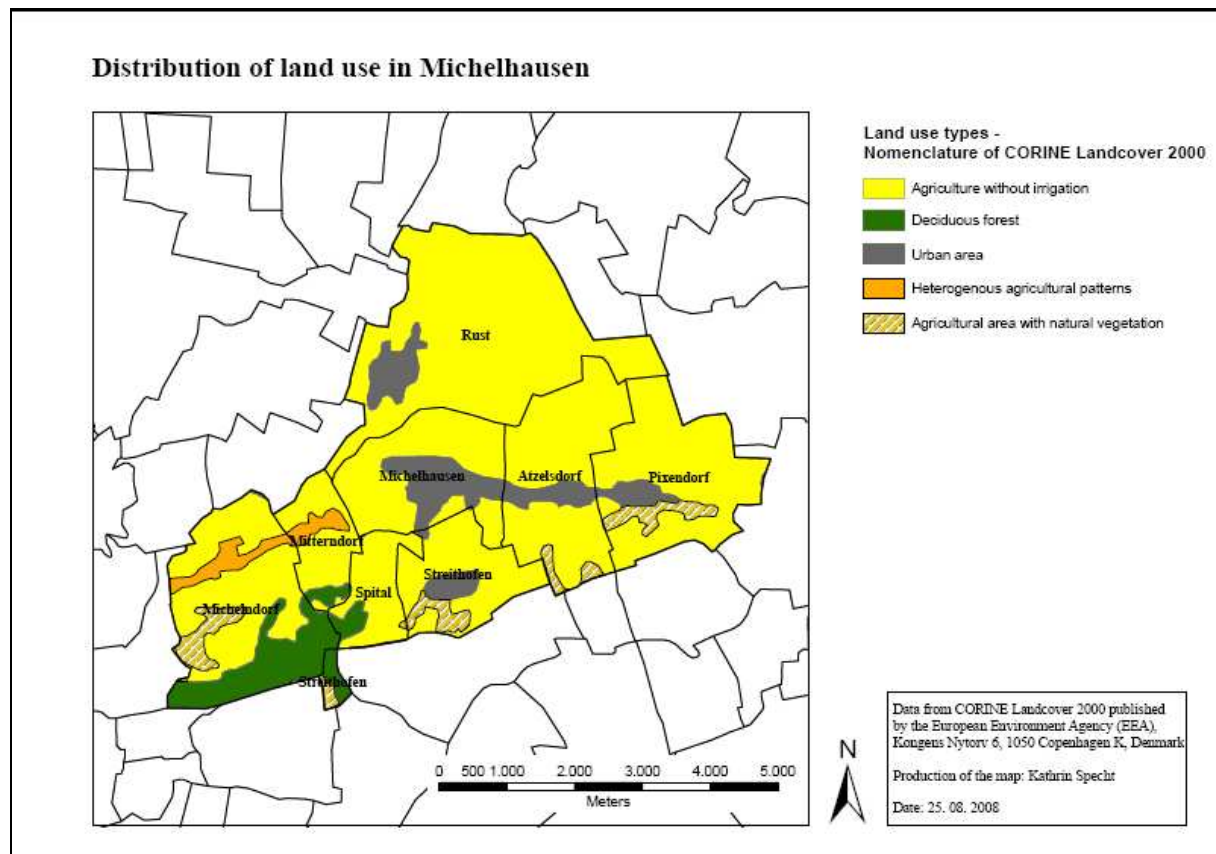 Distribution of land use in Michelhausen
Land use types -
Nomenclature of CORINE Landcover 2000
Agriculture without irrigation
Deciduous forest
Urban area
Heterogenous agricultural patterns
Agricultural area with natural vegetation
Rust
Michelhausen
Atzelsdorf
Pixendorf
Mitterndorf
Streithofen
Spital
Michelndorf
Streithofen
0 500 1.000 2.000 3.000 4.000 5.000
Meters
N
Data from CORINE Landcover 2000 published
by the European Environment Agency (EEA),
Kongens Nytorv 6, 1050 Copenhagen K, Denmark
Production of the map: Kathrin Specht
Date: 25. 08. 2008